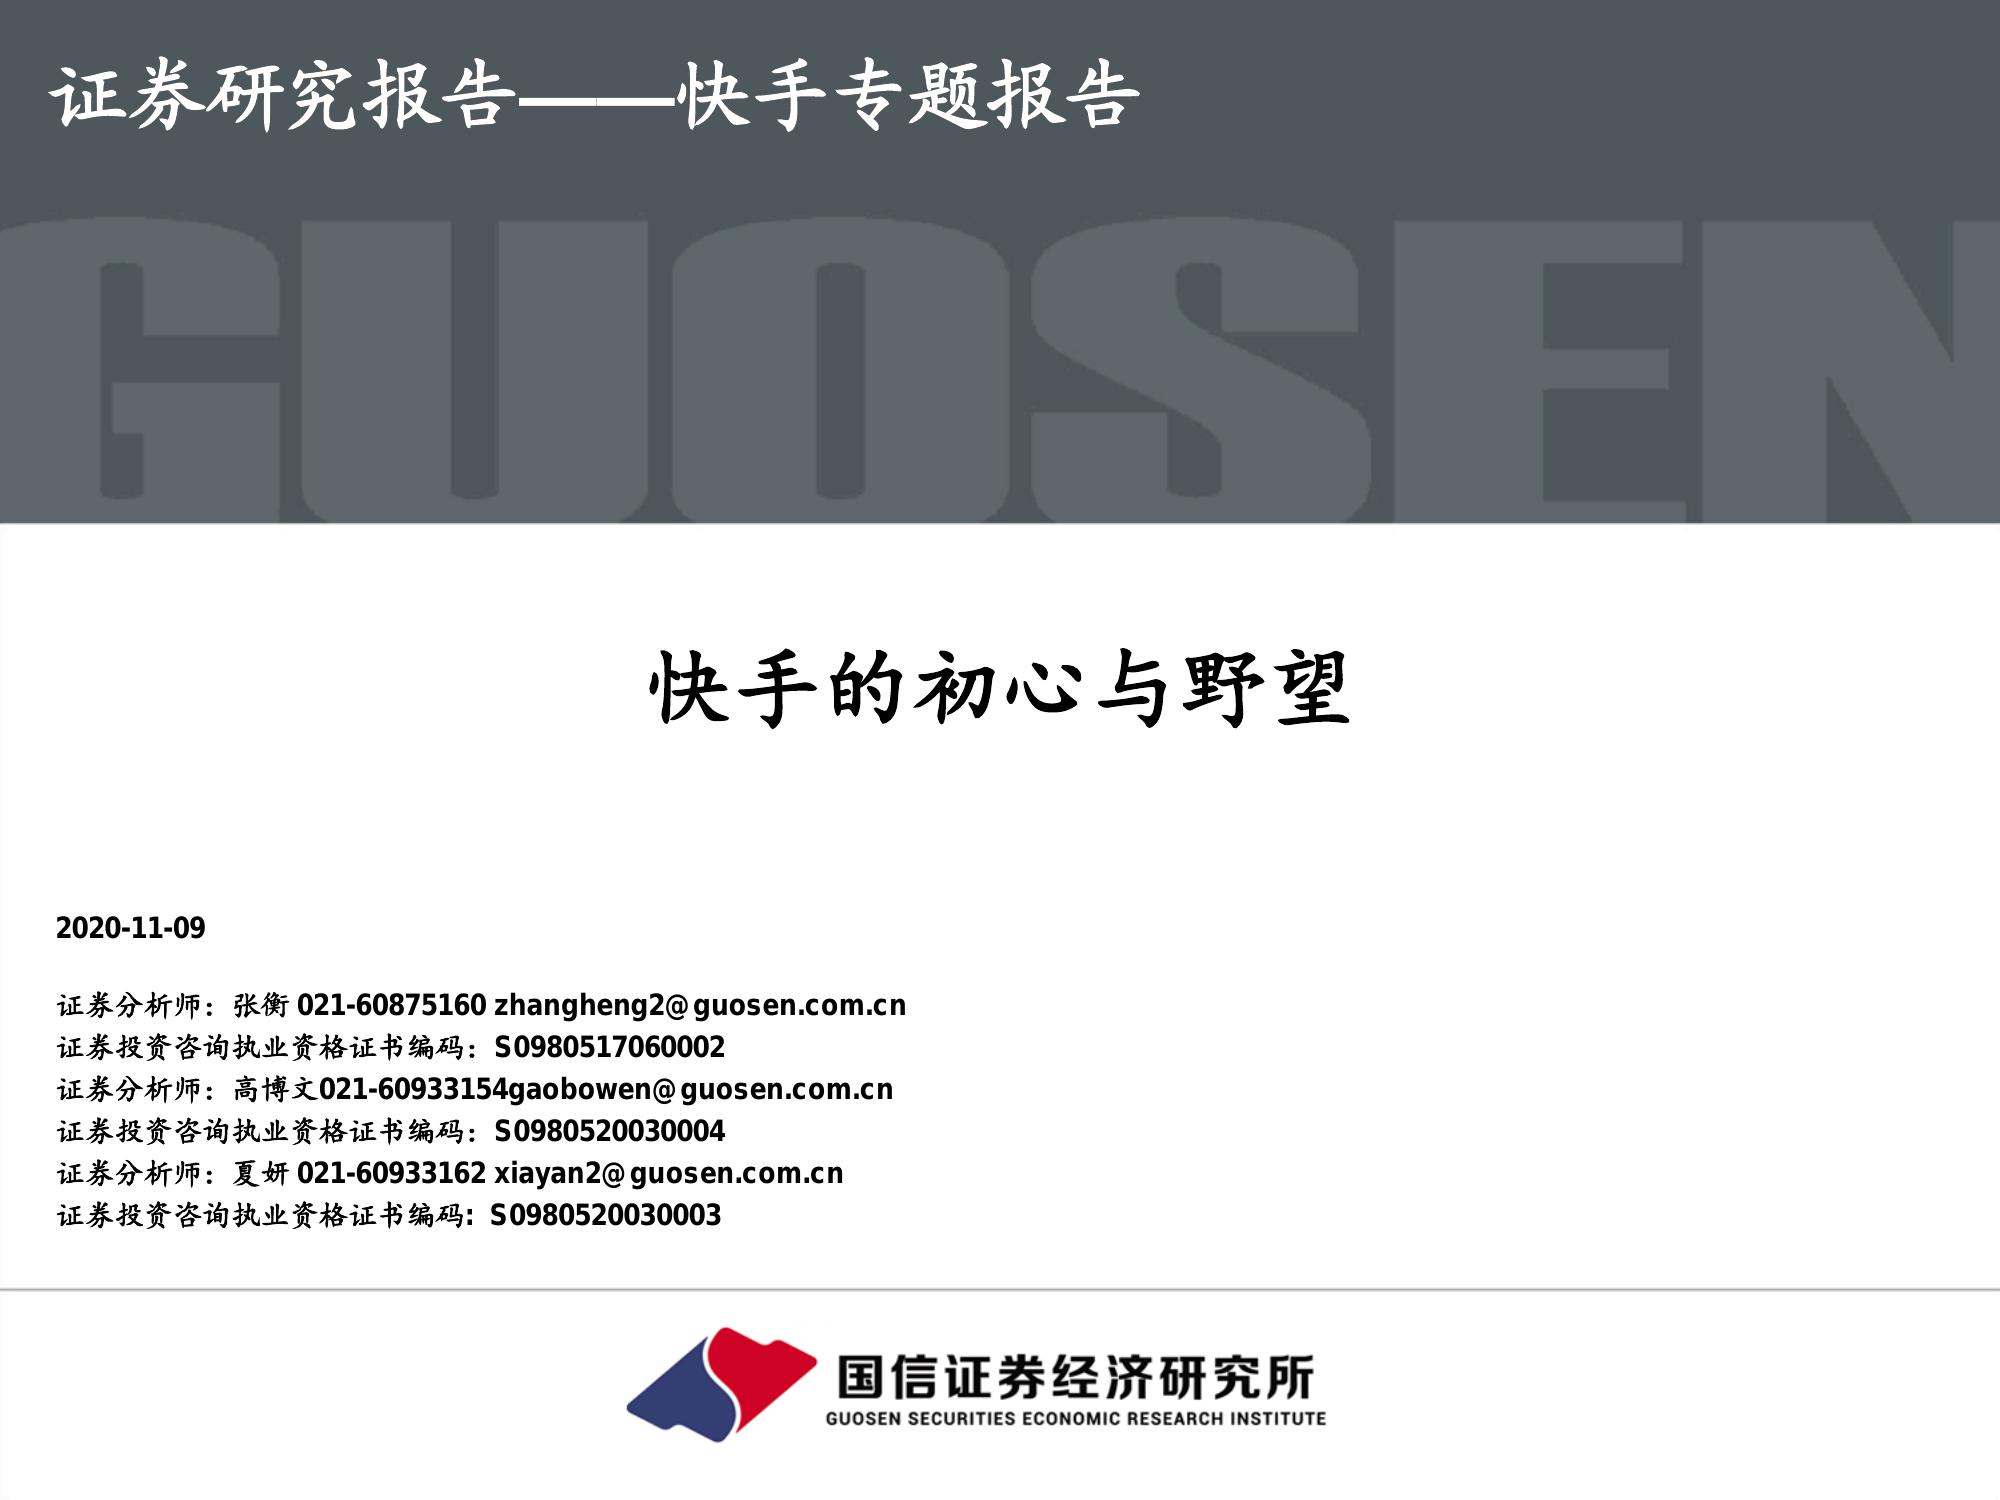 证券研究报告——快手专题报告
GUOSEN
快手的初心与野望
2020-11-09
证券分析师：张衡 021-60875160 zhangheng2@guosen.com.cn
证券投资咨询执业资格证书编码：S0980517060002
证券分析师：高博文021-60933154gaobowen@guosen.com.cn
证券投资咨询执业资格证书编码：S0980520030004
证券分析师：夏妍 021-60933162 xiayan2@guosen.com.cn
证券投资咨询执业资格证书编码: S0980520030003
国信证券经济研究所
GUOSEN SECURITIES ECONOMIC RESEARCH INSTITUTE